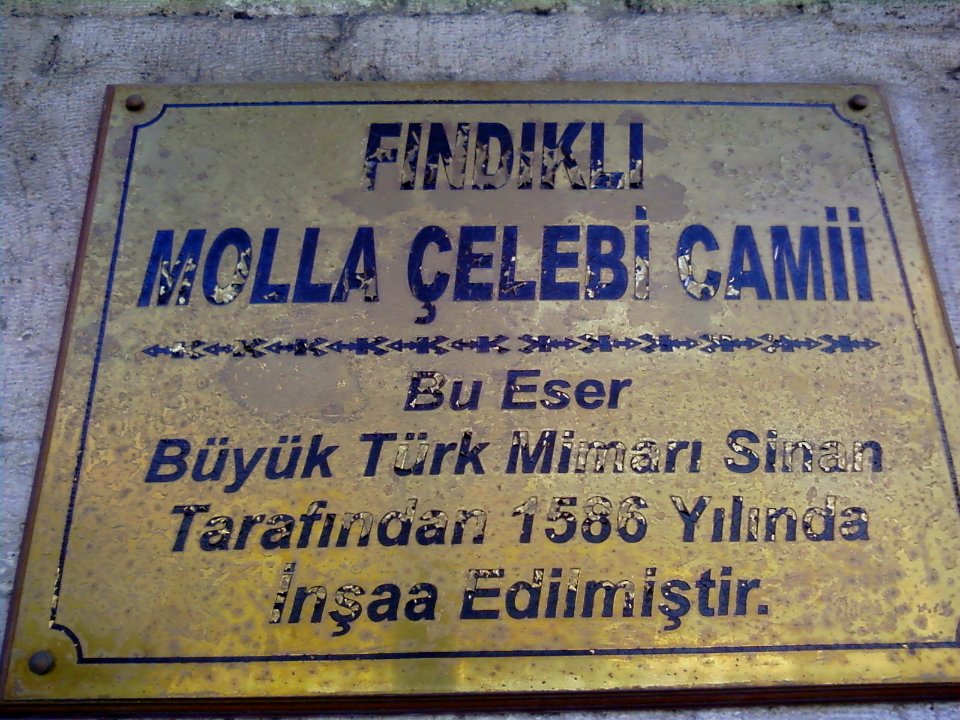 FINDIKLI
MOLLA ÇELEBİ CAMİİ
Bu Eser
Büyük Türk Mimarı Sinan
Tarafından 1586 Yılında
İnşaa Edilmiştir.